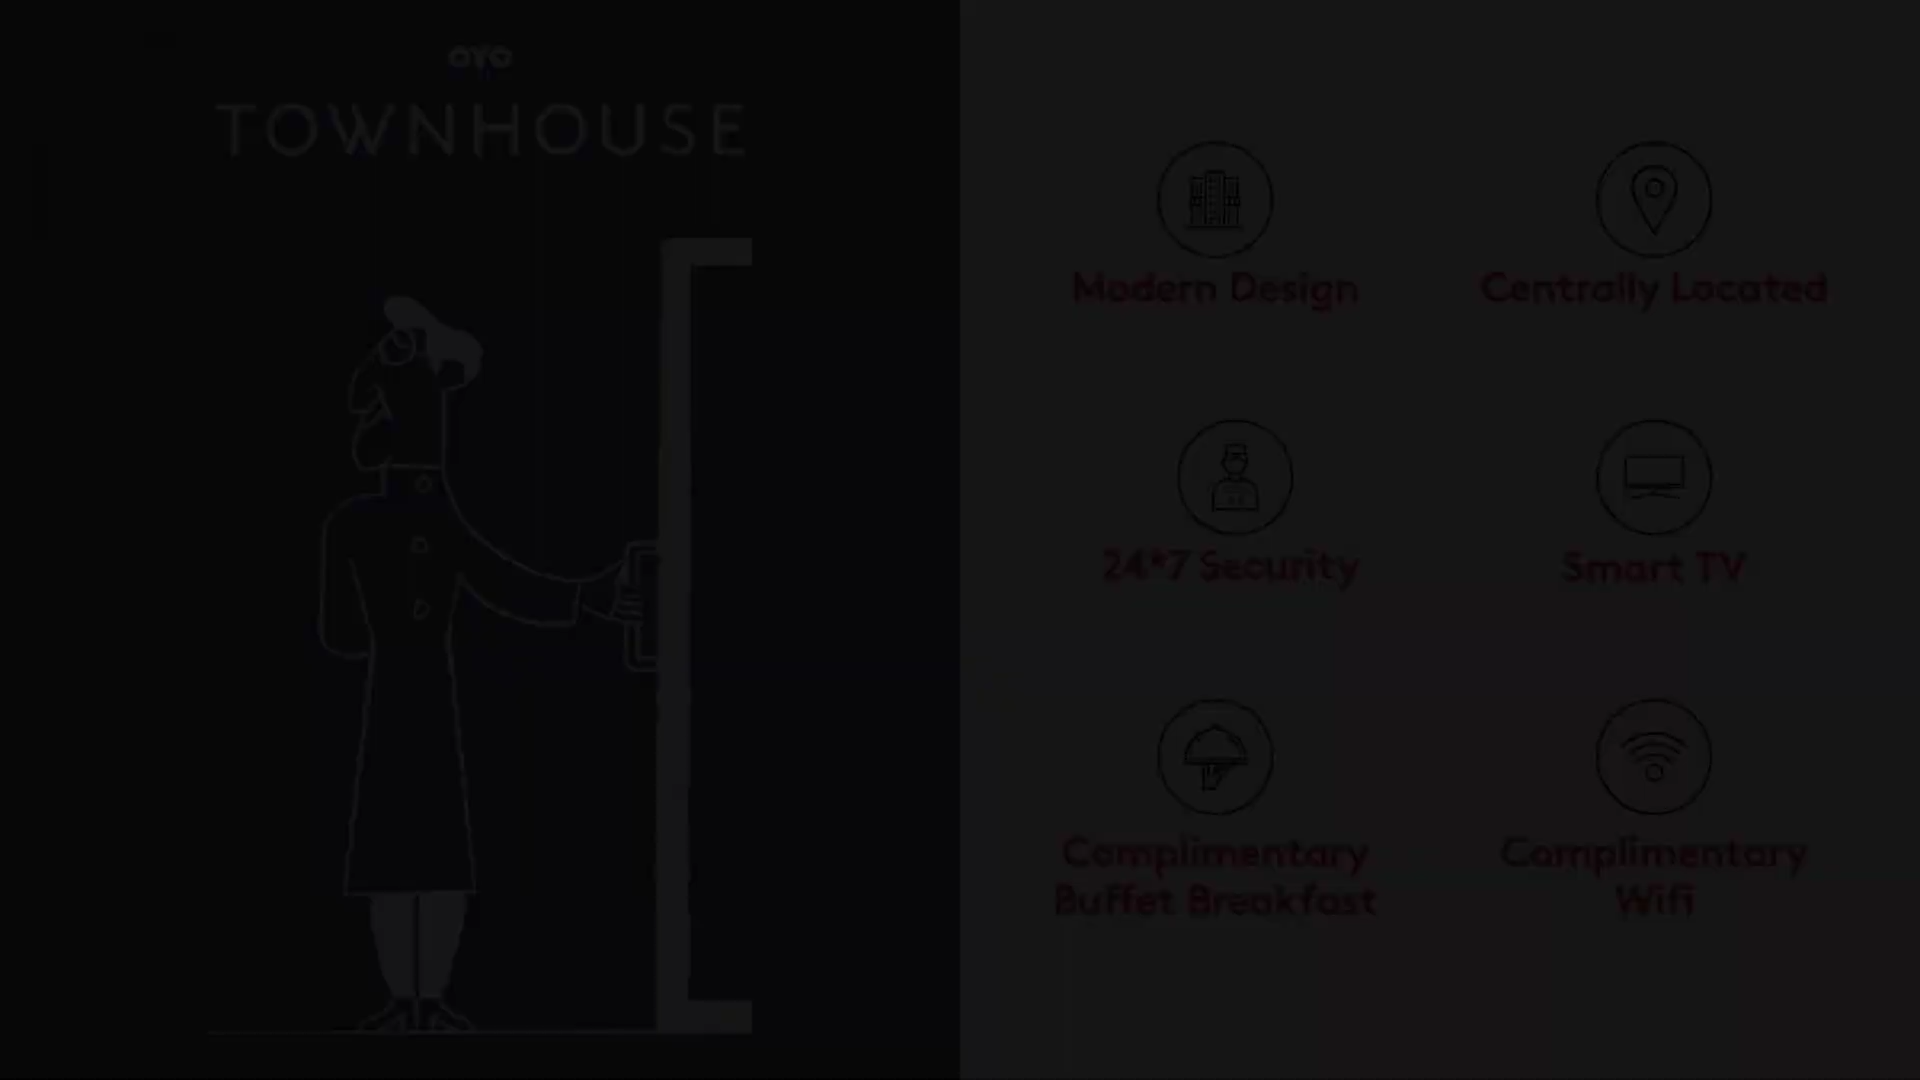 OYO
TOWNHOUSE
Modern Design
Centrally Located
24*7 Security
Smart TV
Complimentary
Buffet Breakfast
Complimentary
Wifi